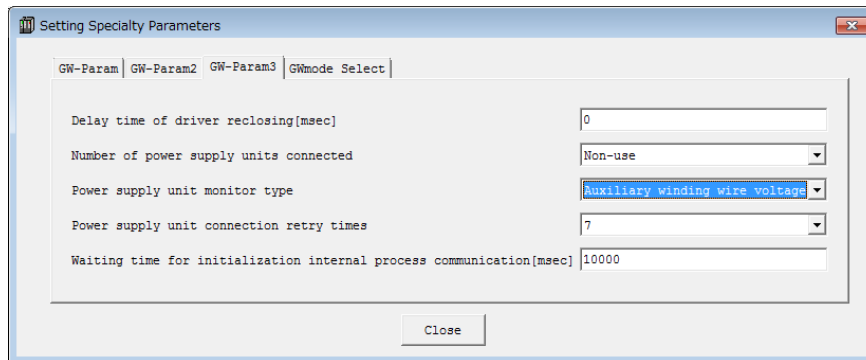 Setting Specialty Parameters
GW-Param GW-Param2 GW-Param3 GWmode Select
Delay time of driver reclosing[msec] 0
Number of power supply units connected Non-use
Power supply unit monitor type Auxiliary winding wire voltage
Power supply unit connection retry times 7
Waiting time for initialization internal process communication[msec] 10000
Close